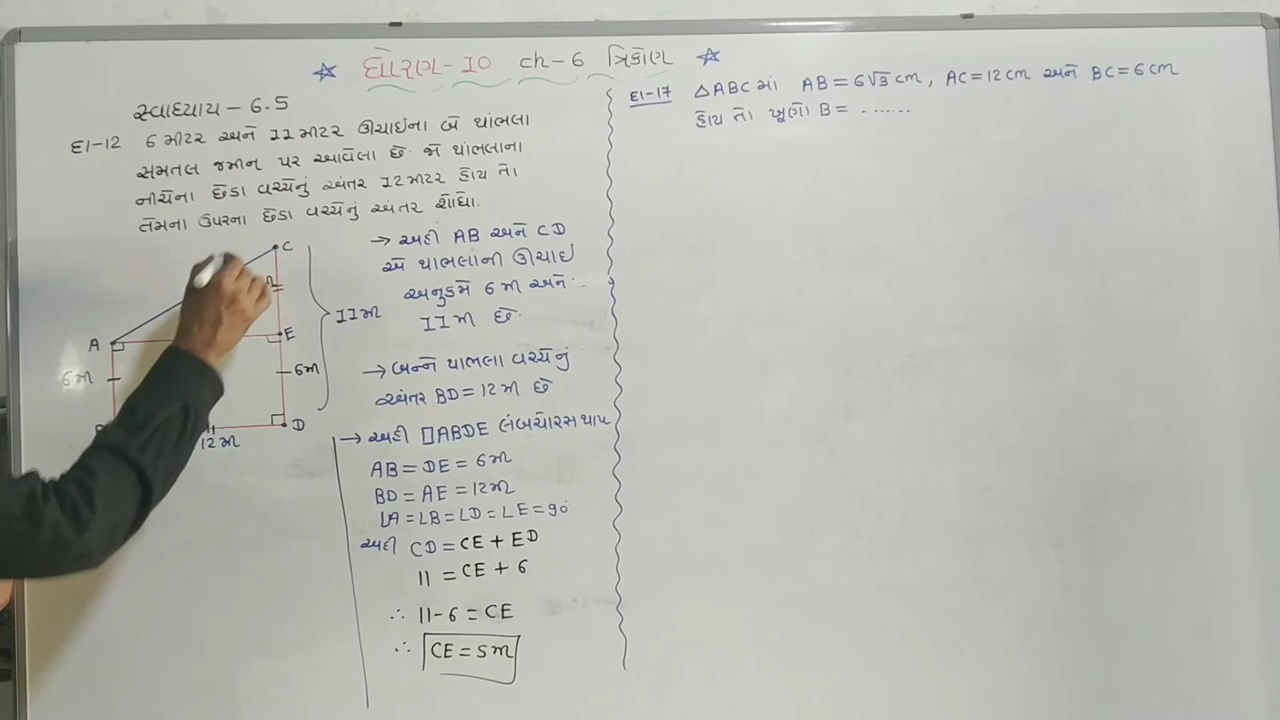 ધોરણ-10 ch-6 ત્રિકોણ
સ્વાધ્યાય - 6.5
દા-12 6 મીટર અને 11 મીટર ઊંચાઈના બે થાંભલા
સમતલ જમીન પર આવેલા છે. જો થાંભલાના
નીચેના છેડા વચ્ચેનું અંતર 12 મીટર હોય તો
તેમના ઉપરના છેડા વચ્ચેનું અંતર શોધો.
C
A
E
11મી
6મી
6મી
D
12મી
→ અહીં AB અને CD
એ થાંભલાની ઊંચાઈ
અનુક્રમે 6 મી અને
11 મી છે.
→ બન્ને થાંભલા વચ્ચેનું
અંતર BD = 12 મી છે
→ અહીં □ABDE લંબચોરસ થાય
AB = DE = 6મી
BD = AE = 12મી
∠A = ∠B = ∠D = ∠E = 90
અહીં CD = CE + ED
11 = CE + 6
∴ 11-6 = CE
∴ CE = 5મી
દા-17 △ABC માં AB = 6√3 cm, AC = 12 cm અને BC = 6 cm
હોય તો ખૂણો B = .......